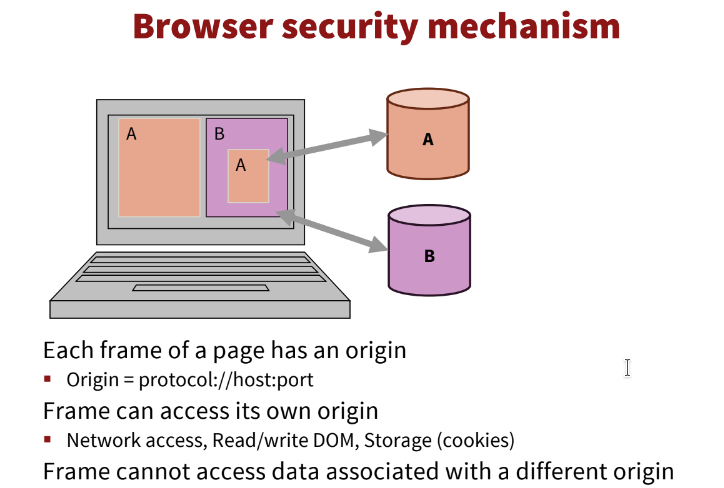 Browser security mechanism
A
B
A
A
B
Each frame of a page has an origin
▪ Origin = protocol://host:port
Frame can access its own origin
▪ Network access, Read/write DOM, Storage (cookies)
Frame cannot access data associated with a different origin